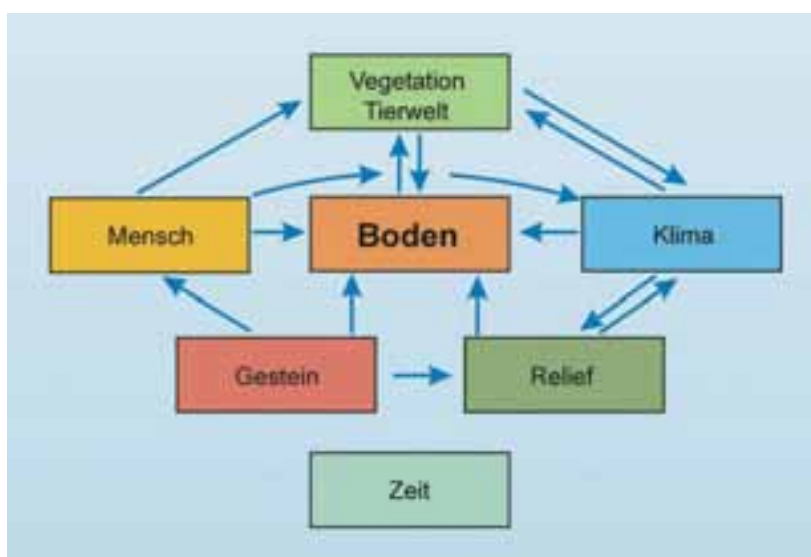 Vegetation
Tierwelt
Mensch
Boden
Klima
Gestein
Relief
Zeit